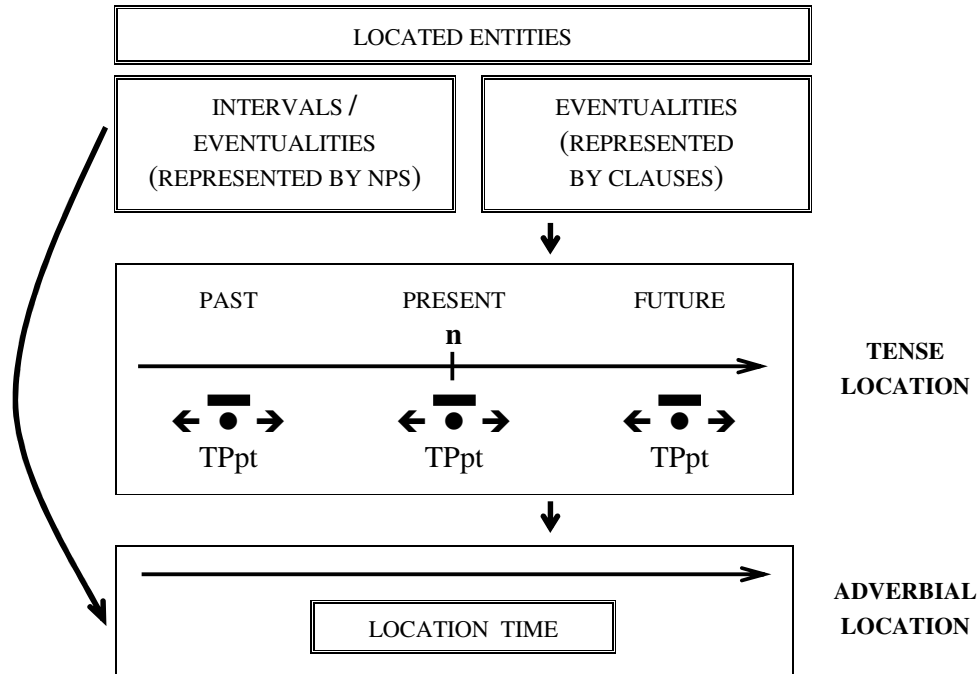 LOCATED ENTITIES
INTERVALS /
EVENTUALITIES
(REPRESENTED BY NPS)
EVENTUALITIES
(REPRESENTED
BY CLAUSES)
PAST PRESENT FUTURE
n
TENSE
LOCATION
TPpt TPpt TPpt
ADVERBIAL
LOCATION
LOCATION TIME